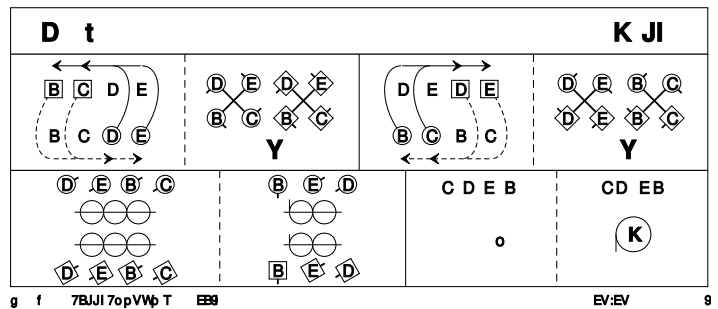 D t K JI
B C D E D E D E D E D E D E B C
B C D E B C B C B C B C D E B C
Y Y
D E B C B E D C D E B CD EB
o K
D E B C B E D
g f 7BJJI 7opVWp T EB9 EV:EV 9